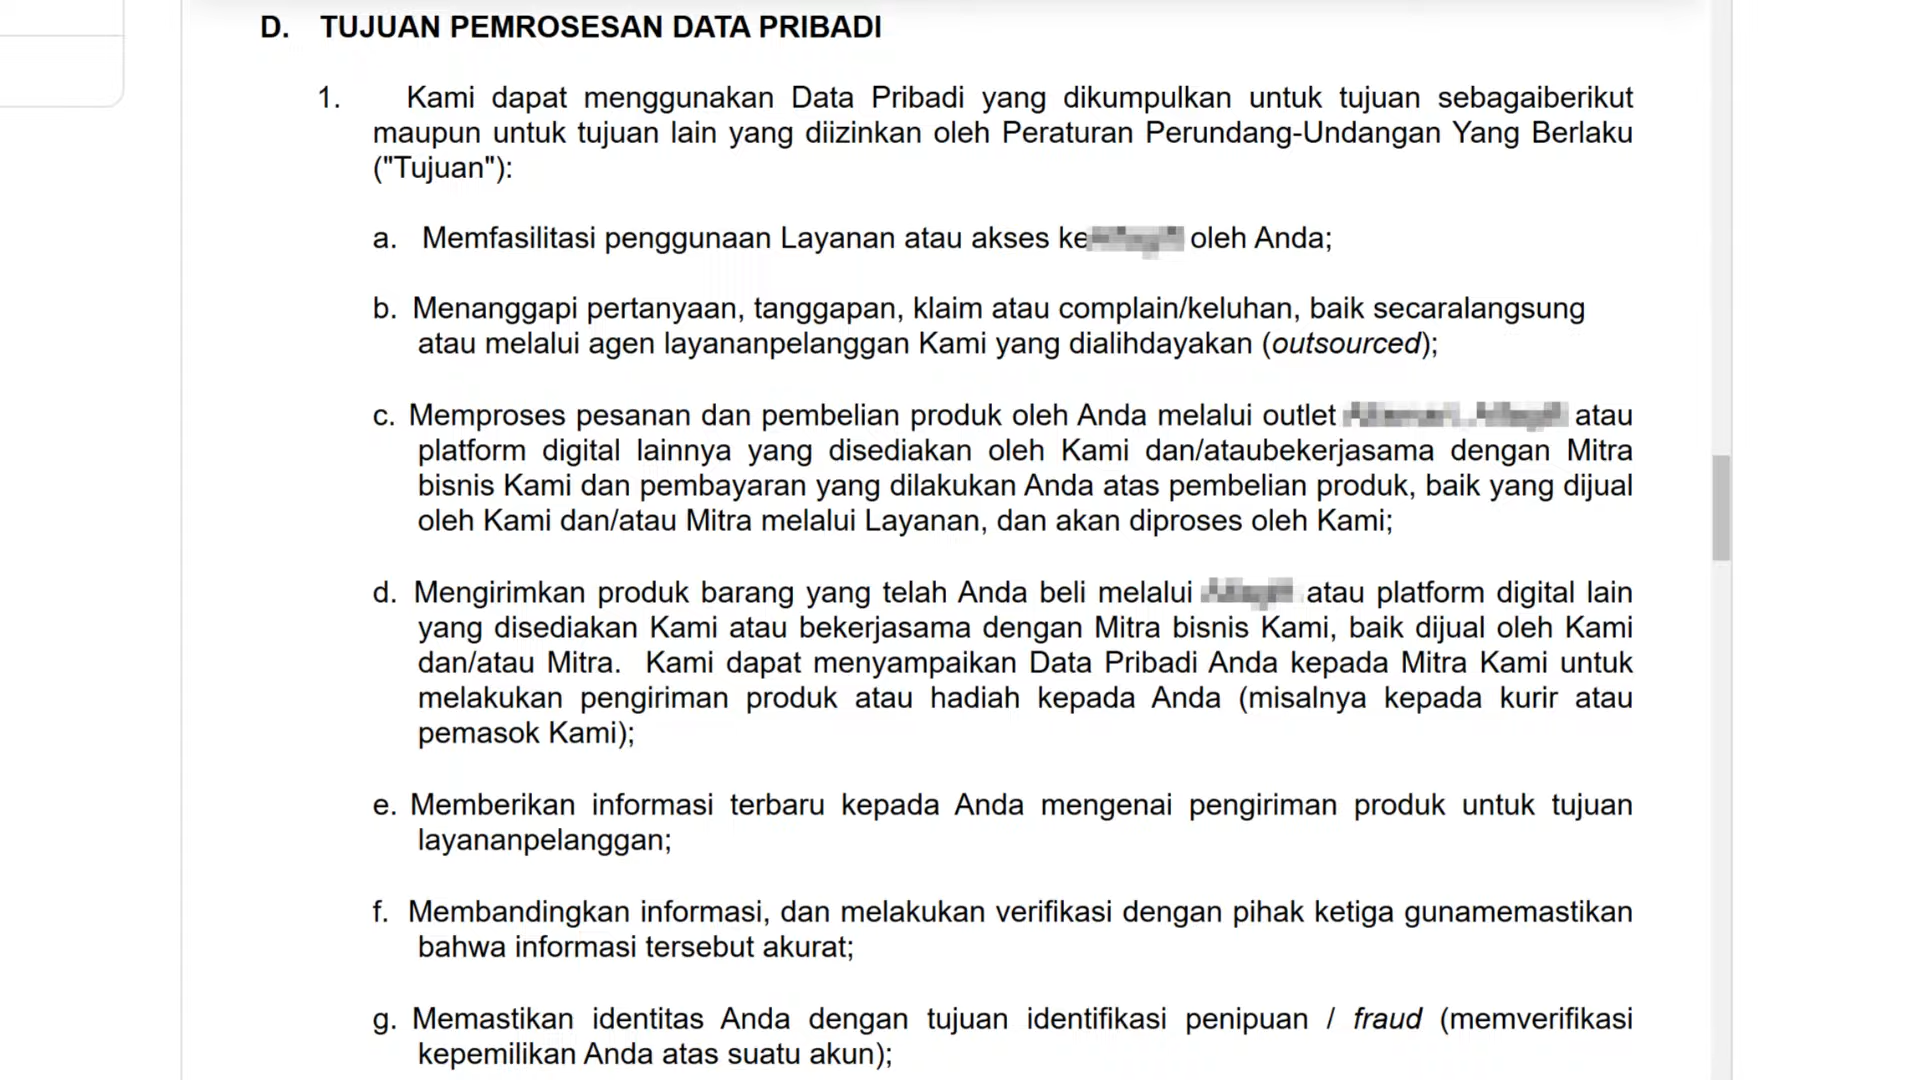 D. TUJUAN PEMROSESAN DATA PRIBADI
1. Kami dapat menggunakan Data Pribadi yang dikumpulkan untuk tujuan sebagaiberikut
maupun untuk tujuan lain yang diizinkan oleh Peraturan Perundang-Undangan Yang Berlaku
("Tujuan"):
a. Memfasilitasi penggunaan Layanan atau akses ke oleh Anda;
b. Menanggapi pertanyaan, tanggapan, klaim atau complain/keluhan, baik secaralangsung
atau melalui agen layananpelanggan Kami yang dialihdayakan (outsourced);
c. Memproses pesanan dan pembelian produk oleh Anda melalui outlet atau
platform digital lainnya yang disediakan oleh Kami dan/ataubekerjasama dengan Mitra
bisnis Kami dan pembayaran yang dilakukan Anda atas pembelian produk, baik yang dijual
oleh Kami dan/atau Mitra melalui Layanan, dan akan diproses oleh Kami;
d. Mengirimkan produk barang yang telah Anda beli melalui atau platform digital lain
yang disediakan Kami atau bekerjasama dengan Mitra bisnis Kami, baik dijual oleh Kami
dan/atau Mitra. Kami dapat menyampaikan Data Pribadi Anda kepada Mitra Kami untuk
melakukan pengiriman produk atau hadiah kepada Anda (misalnya kepada kurir atau
pemasok Kami);
e. Memberikan informasi terbaru kepada Anda mengenai pengiriman produk untuk tujuan
layananpelanggan;
f. Membandingkan informasi, dan melakukan verifikasi dengan pihak ketiga gunamemastikan
bahwa informasi tersebut akurat;
g. Memastikan identitas Anda dengan tujuan identifikasi penipuan / fraud (memverifikasi
kepemilikan Anda atas suatu akun);